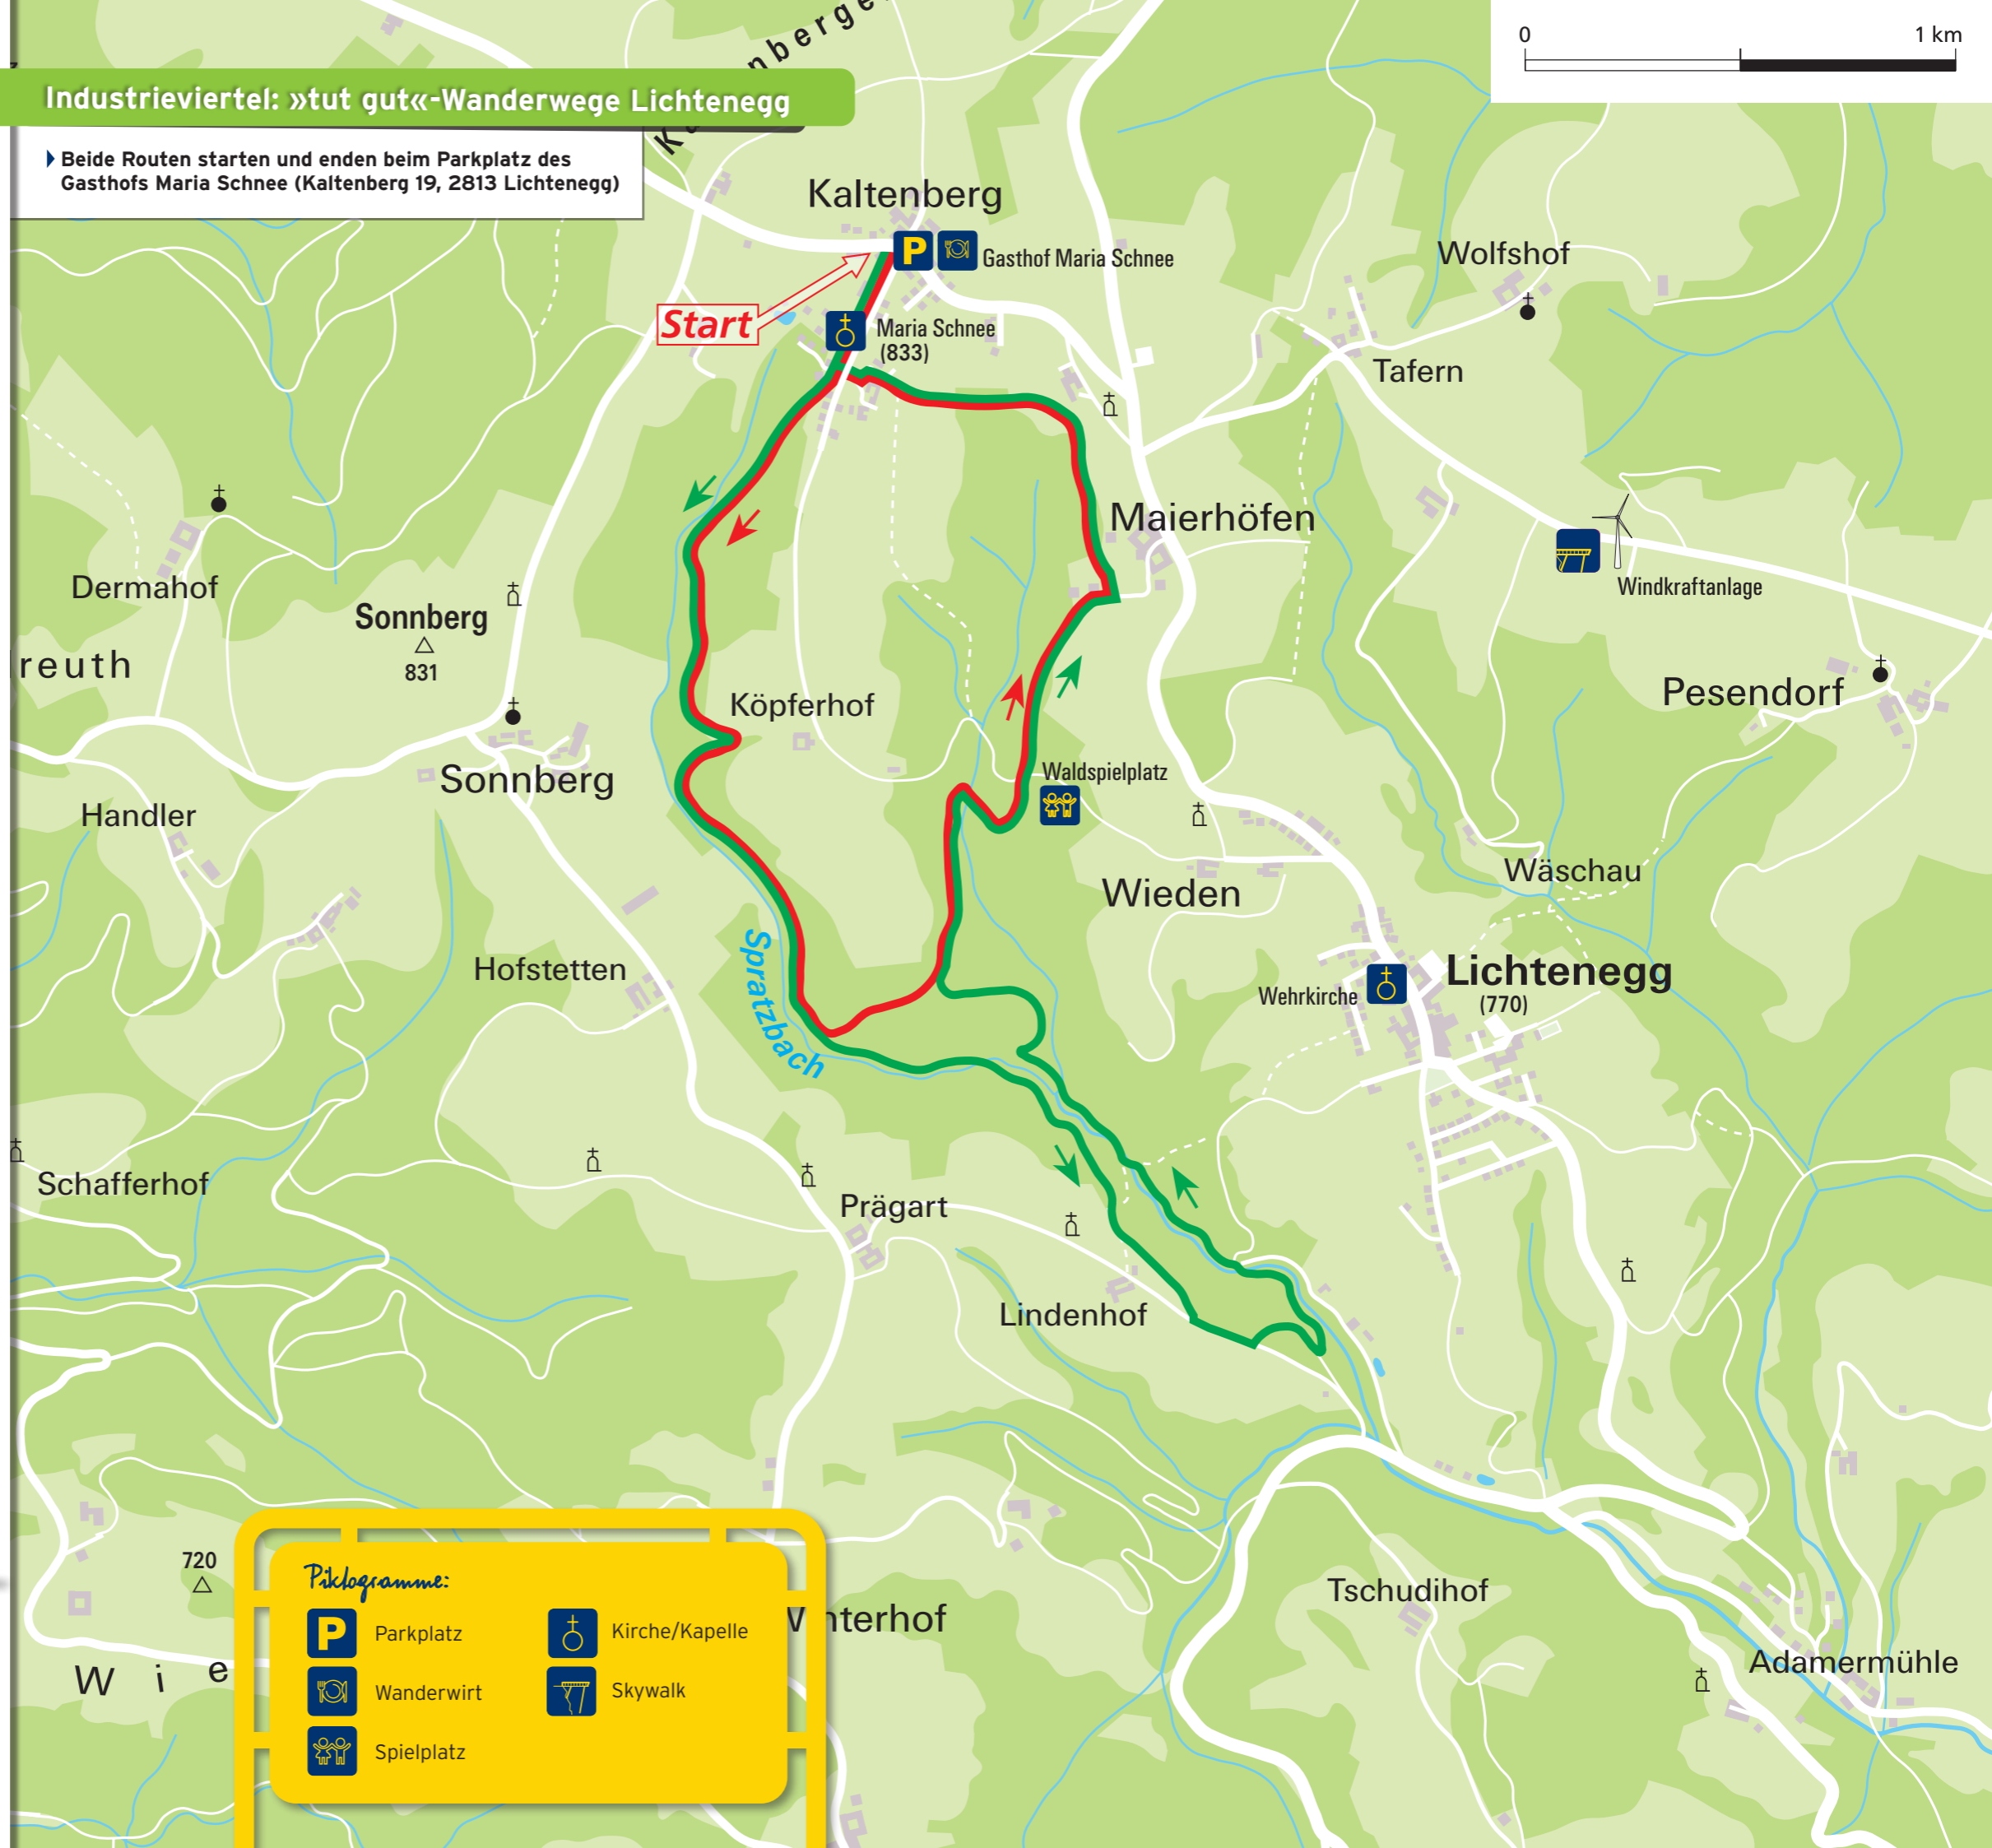 0 1 km
Industrieviertel: »tut gut«-Wanderwege Lichtenegg
Beide Routen starten und enden beim Parkplatz des
Gasthofs Maria Schnee (Kaltenberg 19, 2813 Lichtenegg)
Kaltenberg
P
Gasthof Maria Schnee
Wolfshof
Start
Maria Schnee
(833)
Tafern
Maierhöfen
Dermahof
Windkraftanlage
Sonnberg
831
Köpferhof
Pesendorf
Sonnberg
Waldspielplatz
Handler
Wäschau
Wieden
Hofstetten
Spratzbach
Wehrkirche
Lichtenegg
(770)
Schafferhof
Prägart
Lindenhof
720
Piktogramme:
P Parkplatz
Kirche/Kapelle
Wanderwirt
Skywalk
Spielplatz
Tschudihof
Adamermühle